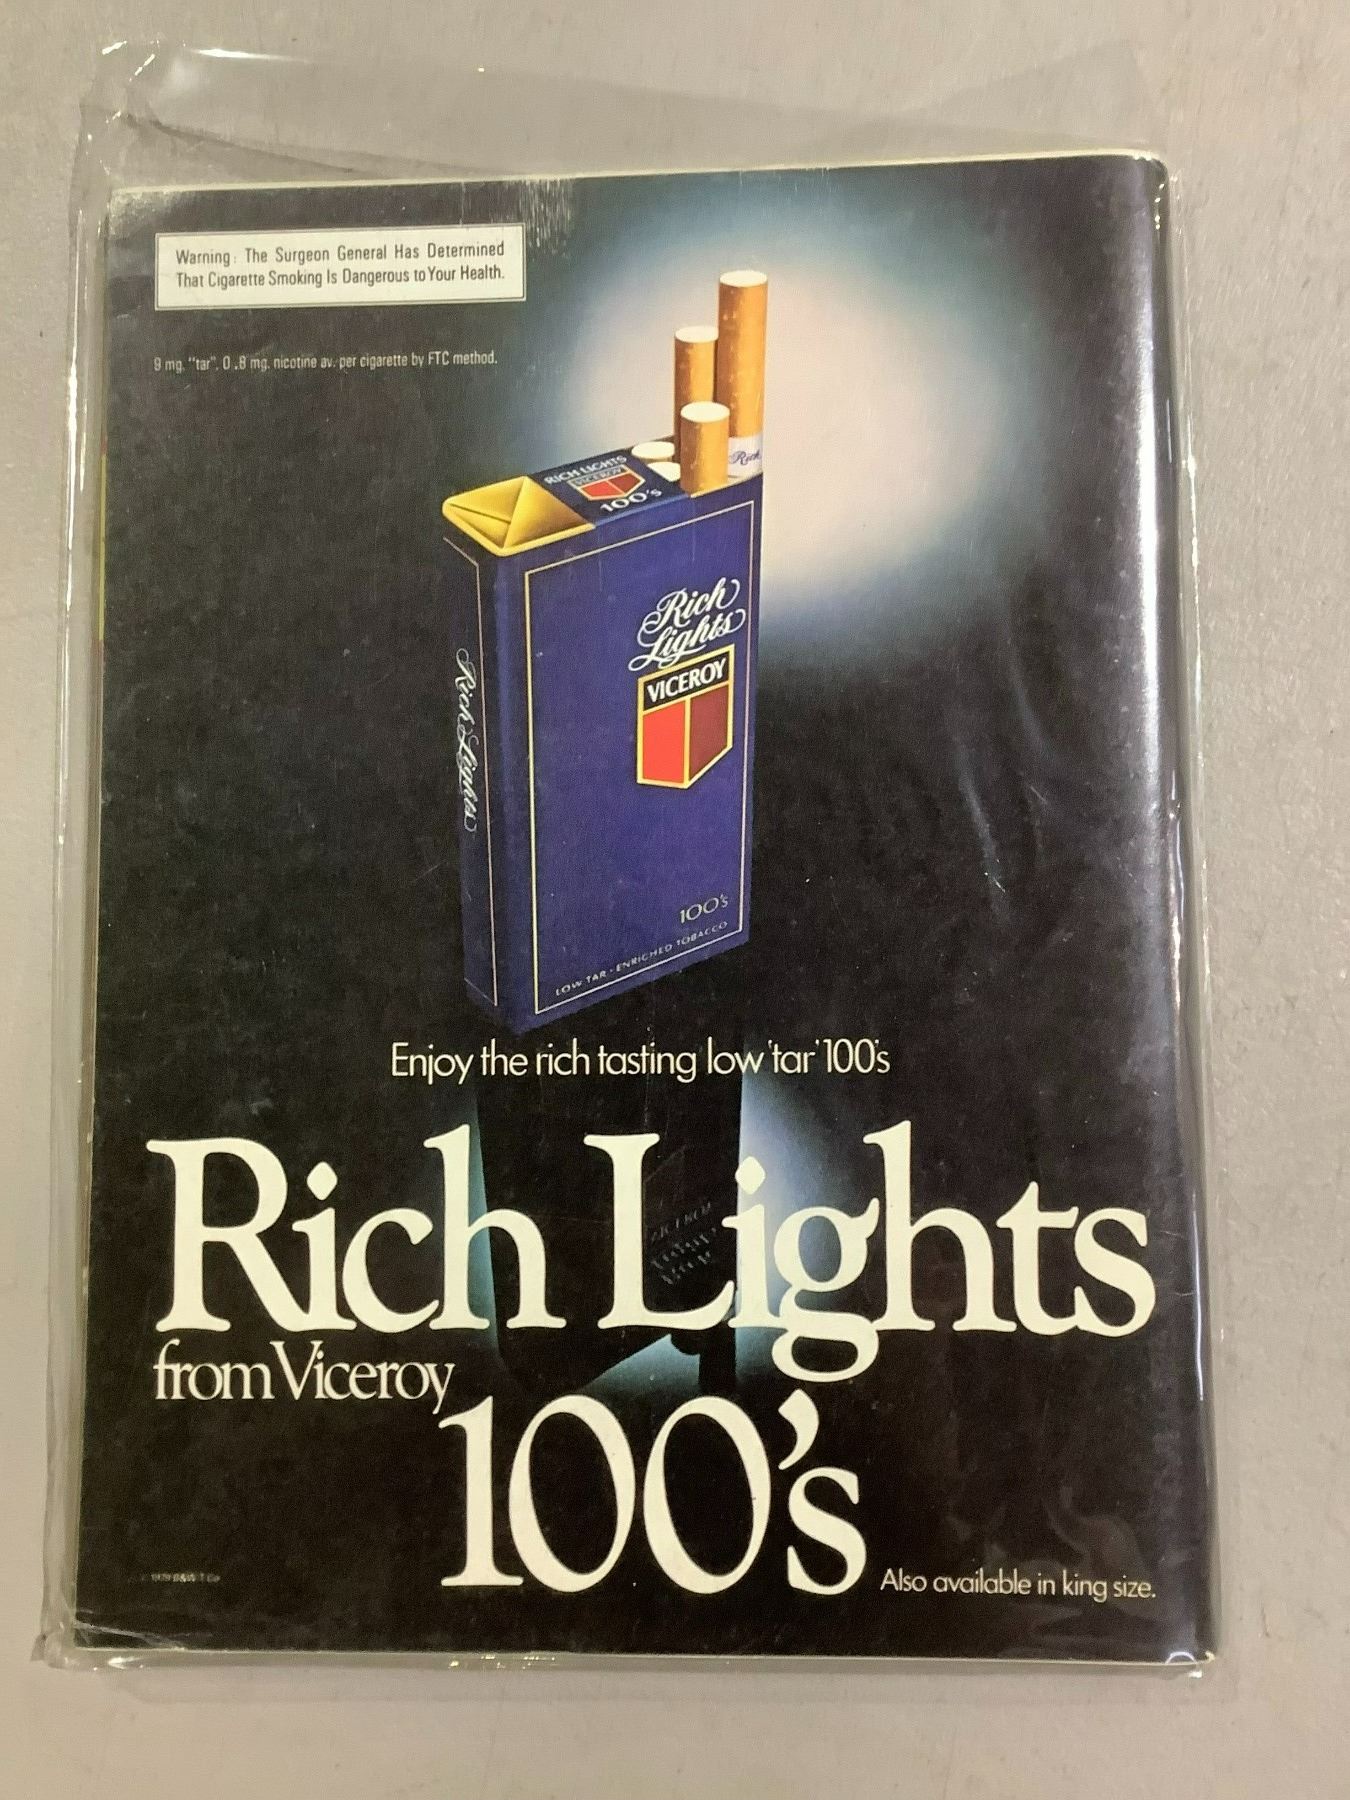 Warning: The Surgeon General Has Determined
That Cigarette Smoking Is Dangerous to Your Health.
9 mg. "tar", 0.8 mg. nicotine av. per cigarette by FTC method.
Rich
RICH LIGHTS
VICEROY
100's
Rich
Lights
VICEROY
Rich Lights
100's
LOW TAR · ENRICHED TOBACCO
Enjoy the rich tasting low 'tar' 100's
Rich Lights
from Viceroy
100's
1979 B&W T Co
Also available in king size.